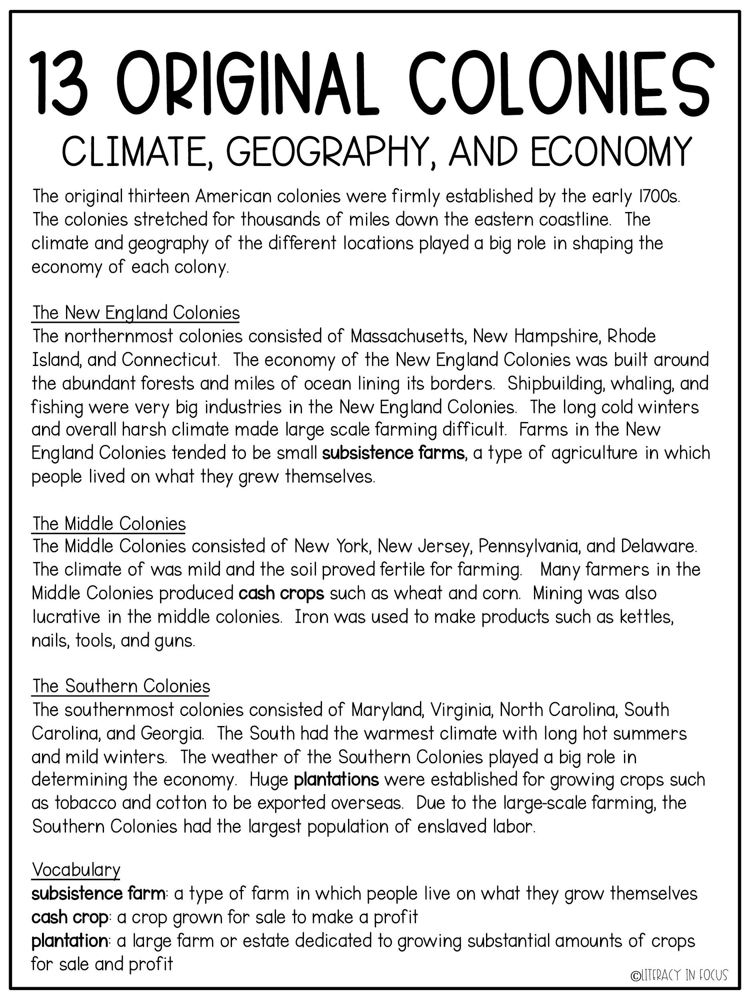 13 ORIGINAL COLONIES
CLIMATE, GEOGRAPHY, AND ECONOMY
The original thirteen American colonies were firmly established by the early 1700s.
The colonies stretched for thousands of miles down the eastern coastline. The
climate and geography of the different locations played a big role in shaping the
economy of each colony.
The New England Colonies
The northernmost colonies consisted of Massachusetts, New Hampshire, Rhode
Island, and Connecticut. The economy of the New England Colonies was built around
the abundant forests and miles of ocean lining its borders. Shipbuilding, whaling, and
fishing were very big industries in the New England Colonies. The long cold winters
and overall harsh climate made large scale farming difficult. Farms in the New
England Colonies tended to be small subsistence farms, a type of agriculture in which
people lived on what they grew themselves.
The Middle Colonies
The Middle Colonies consisted of New York, New Jersey, Pennsylvania, and Delaware.
The climate of was mild and the soil proved fertile for farming. Many farmers in the
Middle Colonies produced cash crops such as wheat and corn. Mining was also
lucrative in the middle colonies. Iron was used to make products such as kettles,
nails, tools, and guns.
The Southern Colonies
The southernmost colonies consisted of Maryland, Virginia, North Carolina, South
Carolina, and Georgia. The South had the warmest climate with long hot summers
and mild winters. The weather of the Southern Colonies played a big role in
determining the economy. Huge plantations were established for growing crops such
as tobacco and cotton to be exported overseas. Due to the large-scale farming, the
Southern Colonies had the largest population of enslaved labor.
Vocabulary
subsistence farm: a type of farm in which people live on what they grow themselves
cash crop: a crop grown for sale to make a profit
plantation: a large farm or estate dedicated to growing substantial amounts of crops
for sale and profit
©LITERACY IN FOCUS